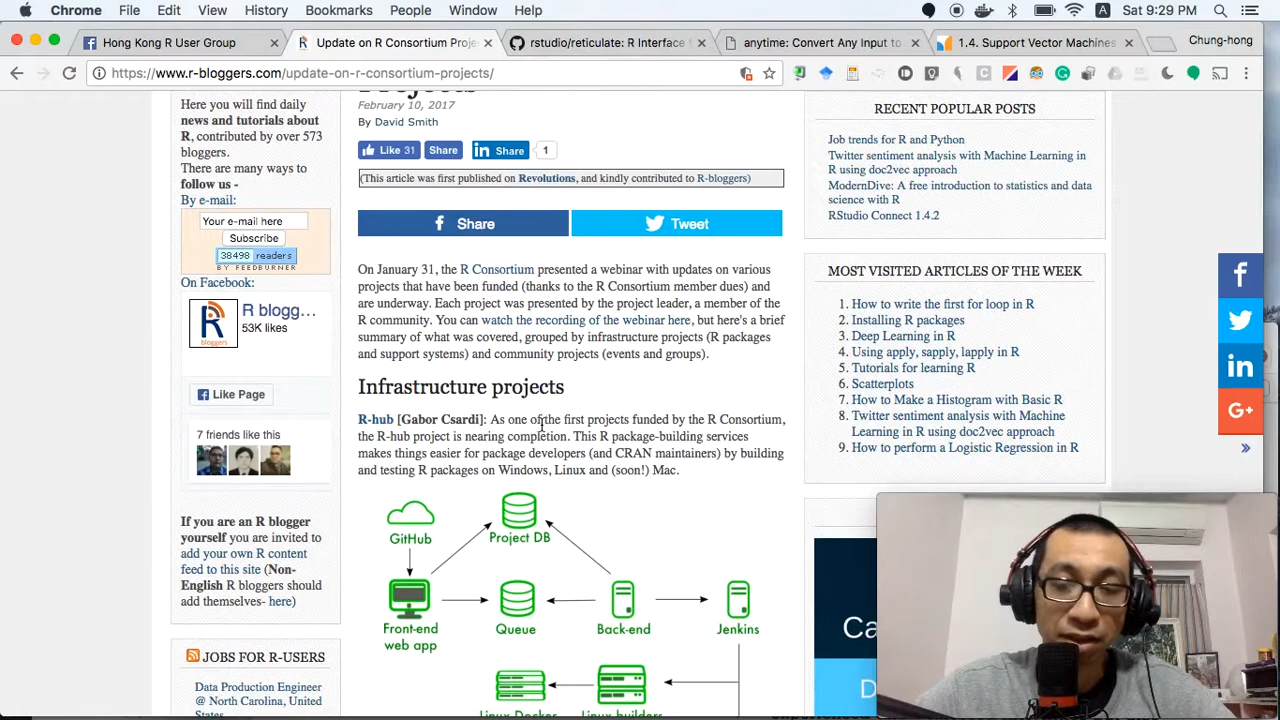 Chrome File Edit View History Bookmarks People Window Help
A Sat 9:29 PM
Hong Kong R User Group
Update on R Consortium Proje
rstudio/reticulate: R Interface
anytime: Convert Any Input to
1.4. Support Vector Machines
Chung-hong
https://www.r-bloggers.com/update-on-r-consortium-projects/
Here you will find daily
news and tutorials about
R, contributed by over 573
bloggers.
There are many ways to
follow us -
By e-mail:
Your e-mail here
Subscribe
38498 readers
BY FEEDBURNER
On Facebook:
R
bloggers
R blogg...
53K likes
Like Page
7 friends like this
If you are an R blogger
yourself you are invited to
add your own R content
feed to this site (Non-
English R bloggers should
add themselves- here)
JOBS FOR R-USERS
Data Production Engineer
@ North Carolina, United
States
Projects
February 10, 2017
By David Smith
Like 31
Share
in Share
1
(This article was first published on Revolutions, and kindly contributed to R-bloggers)
Share
Tweet
On January 31, the R Consortium presented a webinar with updates on various
projects that have been funded (thanks to the R Consortium member dues) and
are underway. Each project was presented by the project leader, a member of the
R community. You can watch the recording of the webinar here, but here's a brief
summary of what was covered, grouped by infrastructure projects (R packages
and support systems) and community projects (events and groups).
Infrastructure projects
R-hub [Gabor Csardi]: As one of the first projects funded by the R Consortium,
the R-hub project is nearing completion. This R package-building services
makes things easier for package developers (and CRAN maintainers) by building
and testing R packages on Windows, Linux and (soon!) Mac.
GitHub
Project DB
Front-end
web app
Queue
Back-end
Jenkins
Linux Docker
Linux builders
RECENT POPULAR POSTS
Job trends for R and Python
Twitter sentiment analysis with Machine Learning in
R using doc2vec approach
ModernDive: A free introduction to statistics and data
science with R
RStudio Connect 1.4.2
MOST VISITED ARTICLES OF THE WEEK
1. How to write the first for loop in R
2. Installing R packages
3. Deep Learning in R
4. Using apply, sapply, lapply in R
5. Tutorials for learning R
6. Scatterplots
7. How to Make a Histogram with Basic R
8. Twitter sentiment analysis with Machine
Learning in R using doc2vec approach
9. How to perform a Logistic Regression in R
»
Ca
D
f
in
G+